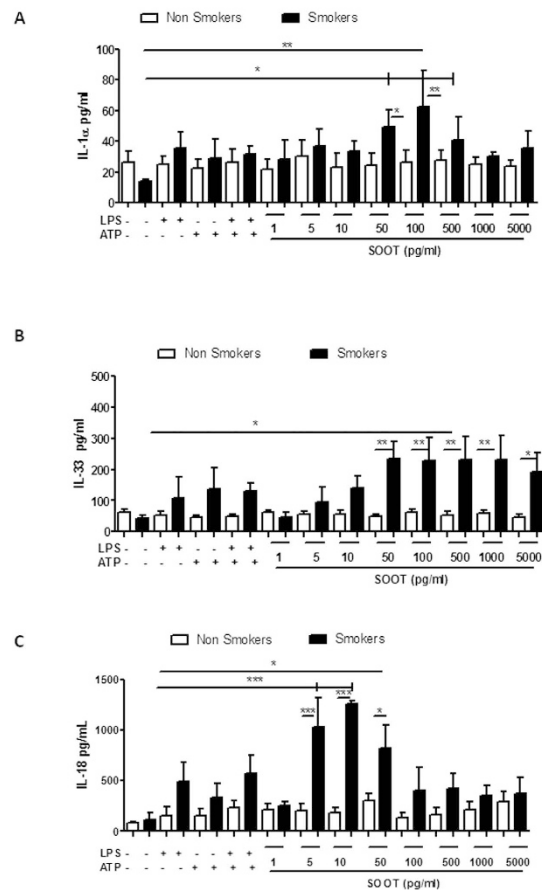 A
Non Smokers Smokers
** 
*
* **
IL-1α pg/ml
100
80
60
40
20
0
LPS - - + + - - + +
ATP - - - - + + + +
1 5 10 50 100 500 1000 5000
SOOT (pg/ml)
B
Non Smokers Smokers
*
** ** ** ** *
IL-33 pg/ml
500
400
300
200
100
0
LPS - - + + - - + +
ATP - - - - + + + +
1 5 10 50 100 500 1000 5000
SOOT (pg/ml)
C
Non Smokers Smokers
*
***
*** *** *
IL-18 pg/mL
1500
1000
500
0
LPS - - + + - - + +
ATP - - - - + + + +
1 5 10 50 100 500 1000 5000
SOOT (pg/ml)